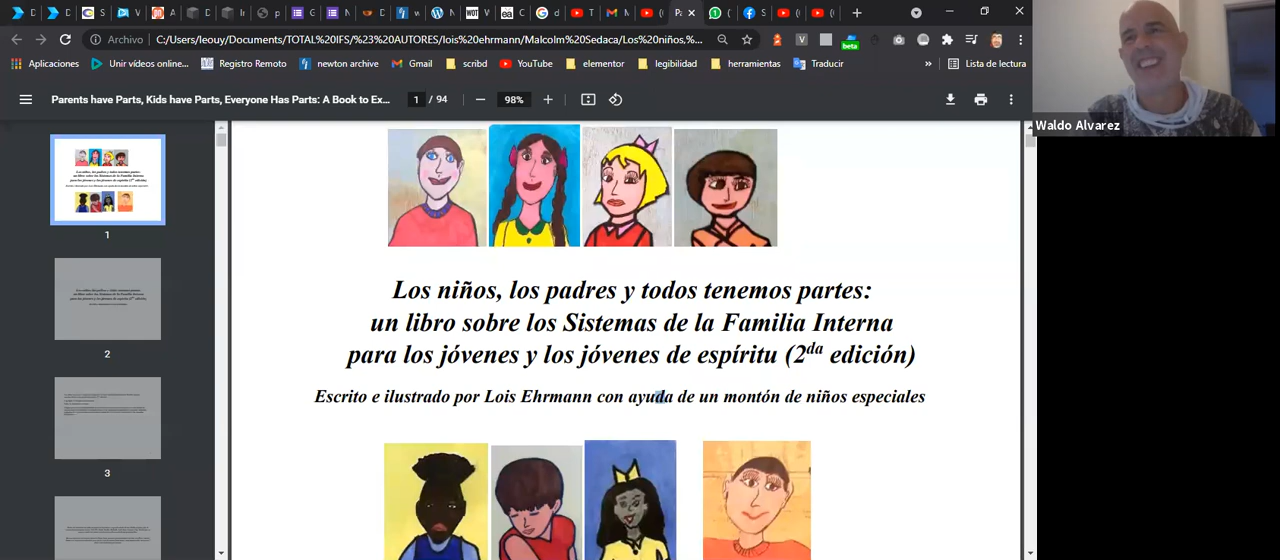 Archivo
C:/Users/leouy/Documents/TOTAL%20IFS/%23%20AUTORES/lois%20ehrmann/Malcolm%20Sedaca/Los%20niños,%...
Waldo Alvarez
Aplicaciones
Unir vídeos online...
Registro Remoto
newton archive
Gmail
scribd
YouTube
elementor
legibilidad
herramientas
Traducir
»
Lista de lectura
Parents have Parts, Kids have Parts, Everyone Has Parts: A Book to Ex...
1 / 94
98%
1
2
3
Los niños, los padres y todos tenemos partes:
un libro sobre los Sistemas de la Familia Interna
para los jóvenes y los jóvenes de espíritu (2da edición)
Escrito e ilustrado por Lois Ehrmann con ayuda de un montón de niños especiales